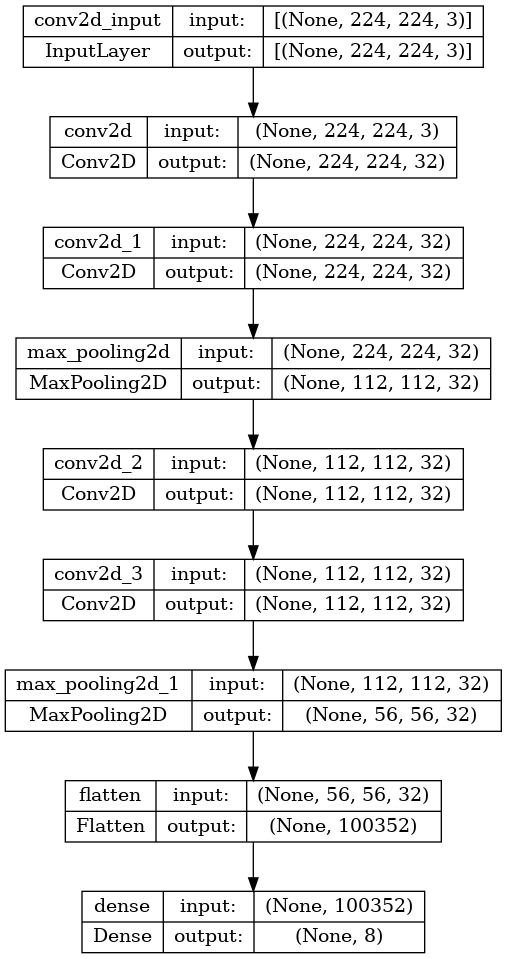 conv2d_input input: [(None, 224, 224, 3)]
InputLayer output: [(None, 224, 224, 3)]
conv2d input: (None, 224, 224, 3)
Conv2D output: (None, 224, 224, 32)
conv2d_1 input: (None, 224, 224, 32)
Conv2D output: (None, 224, 224, 32)
max_pooling2d input: (None, 224, 224, 32)
MaxPooling2D output: (None, 112, 112, 32)
conv2d_2 input: (None, 112, 112, 32)
Conv2D output: (None, 112, 112, 32)
conv2d_3 input: (None, 112, 112, 32)
Conv2D output: (None, 112, 112, 32)
max_pooling2d_1 input: (None, 112, 112, 32)
MaxPooling2D output: (None, 56, 56, 32)
flatten input: (None, 56, 56, 32)
Flatten output: (None, 100352)
dense input: (None, 100352)
Dense output: (None, 8)